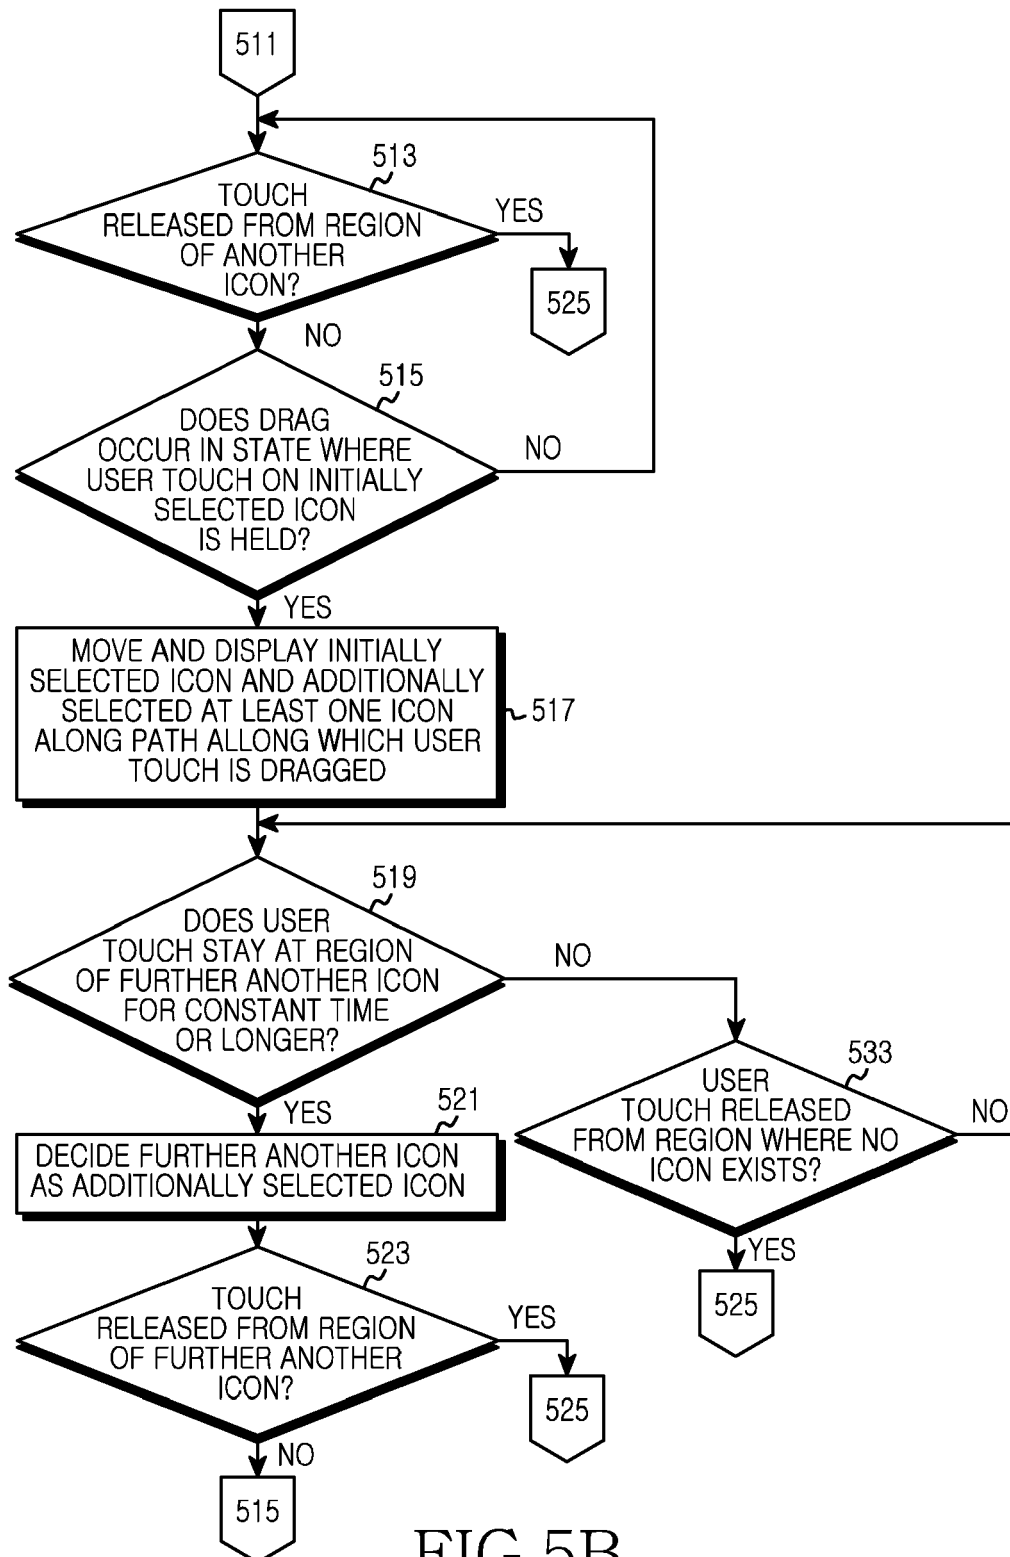 511
513
TOUCH
RELEASED FROM REGION
OF ANOTHER
ICON?
YES
525
NO
515
DOES DRAG
OCCUR IN STATE WHERE
USER TOUCH ON INITIALLY
SELECTED ICON
IS HELD?
NO
YES
MOVE AND DISPLAY INITIALLY
SELECTED ICON AND ADDITIONALLY
SELECTED AT LEAST ONE ICON
ALONG PATH ALLONG WHICH USER
TOUCH IS DRAGGED
517
519
DOES USER
TOUCH STAY AT REGION
OF FURTHER ANOTHER ICON
FOR CONSTANT TIME
OR LONGER?
NO
YES
533
USER
TOUCH RELEASED
FROM REGION WHERE NO
ICON EXISTS?
NO
YES
525
521
DECIDE FURTHER ANOTHER ICON
AS ADDITIONALLY SELECTED ICON
523
TOUCH
RELEASED FROM REGION
OF FURTHER ANOTHER
ICON?
YES
525
NO
515
FIG.5B